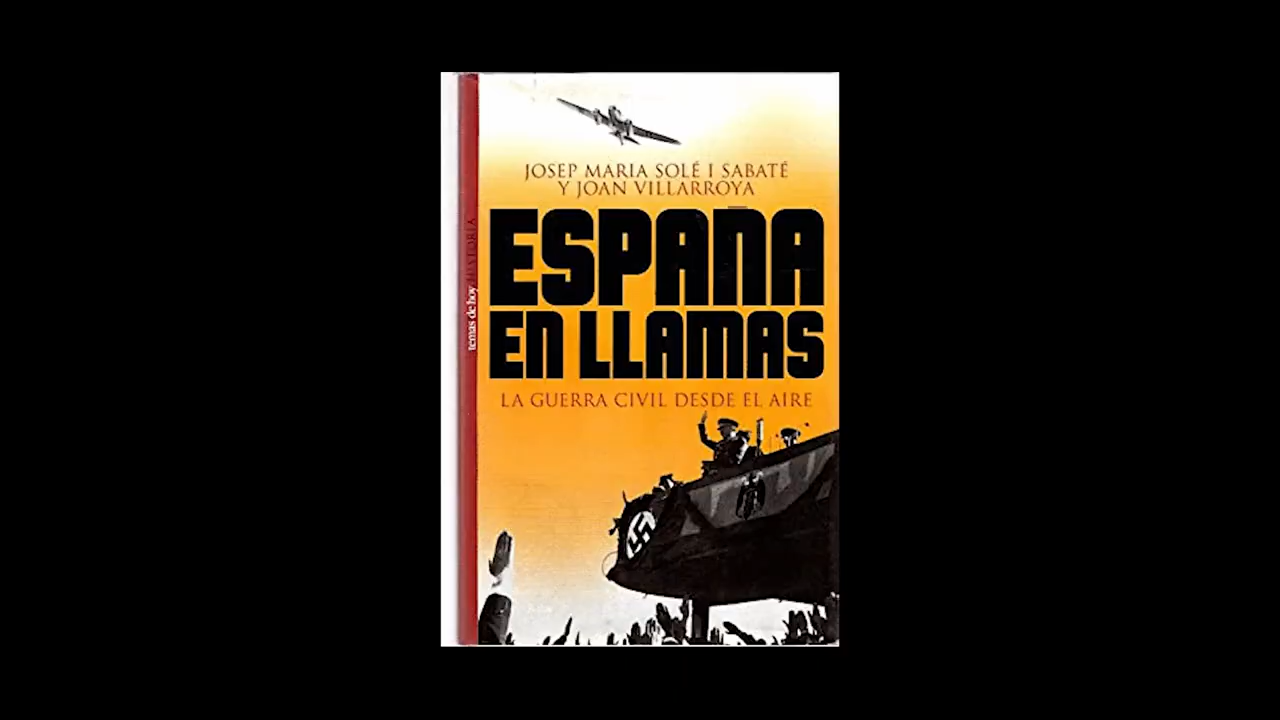 JOSEP MARIA SOLÉ I SABATÉ
Y JOAN VILLARROYA
ESPAÑA
EN LLAMAS
LA GUERRA CIVIL DESDE EL AIRE
temas de hoy HISTORIA